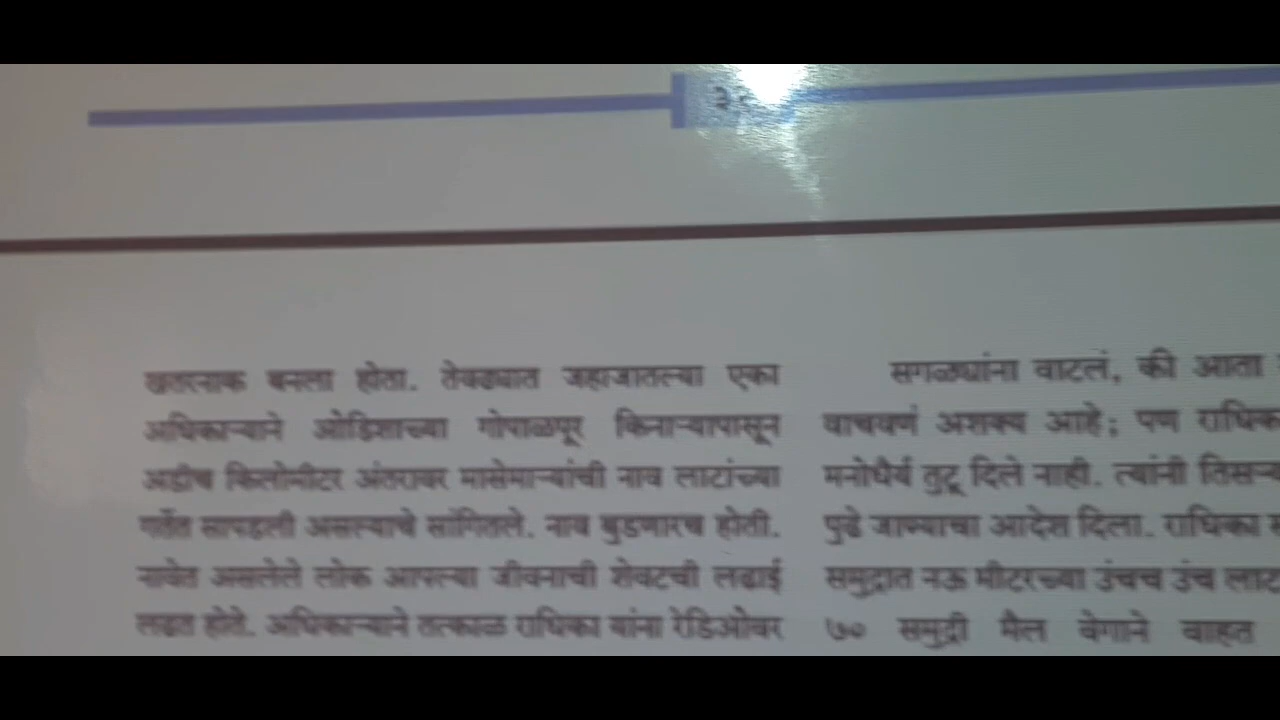 खतरनाक बनला होता. तेवढ्यात जहाजातल्या एका
अधिकाऱ्याने ओडिशाच्या गोपाळपूर किनाऱ्यापासून
अडीच किलोमीटर अंतरावर मासेमाऱ्यांची नाव लाटांच्या
गर्तेत सापडली असल्याचे सांगितले. नाव बुडणारच होती.
नावेत असलेले लोक आपल्या जीवनाची शेवटची लढाई
लढत होते. अधिकाऱ्याने तत्काळ राधिका यांना रेडिओवर
सगळ्यांना वाटलं, की आता
वाचवणं अशक्य आहे; पण
मनोधैर्य तुटू दिले नाही. त्यांनी
पुढे जाण्याचा आदेश दिला. राधिका
समुद्रात नऊ मीटरच्या उंचच उंच
७० समुद्री मैल वेगाने वाहत